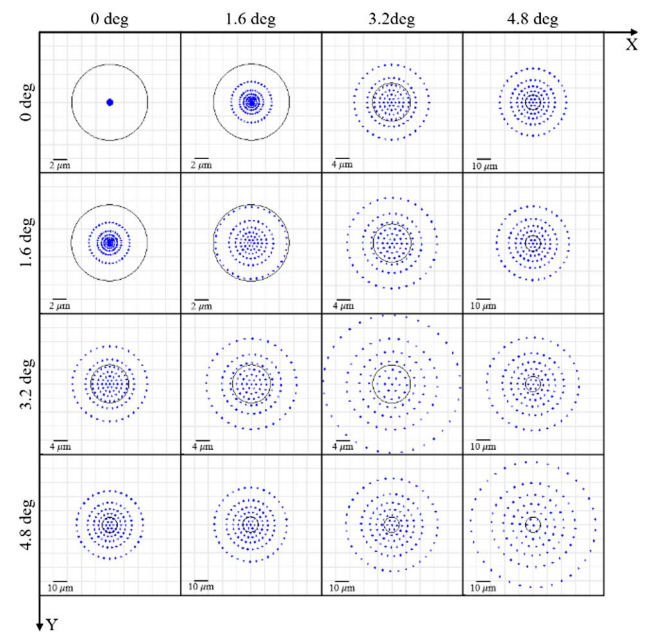 0 deg 1.6 deg 3.2deg 4.8 deg
X
0 deg
2 μm 2 μm 4 μm 10 μm
1.6 deg
2 μm 2 μm 4 μm 10 μm
3.2 deg
4 μm 4 μm 4 μm 10 μm
4.8 deg
10 μm 10 μm 10 μm 10 μm
Y